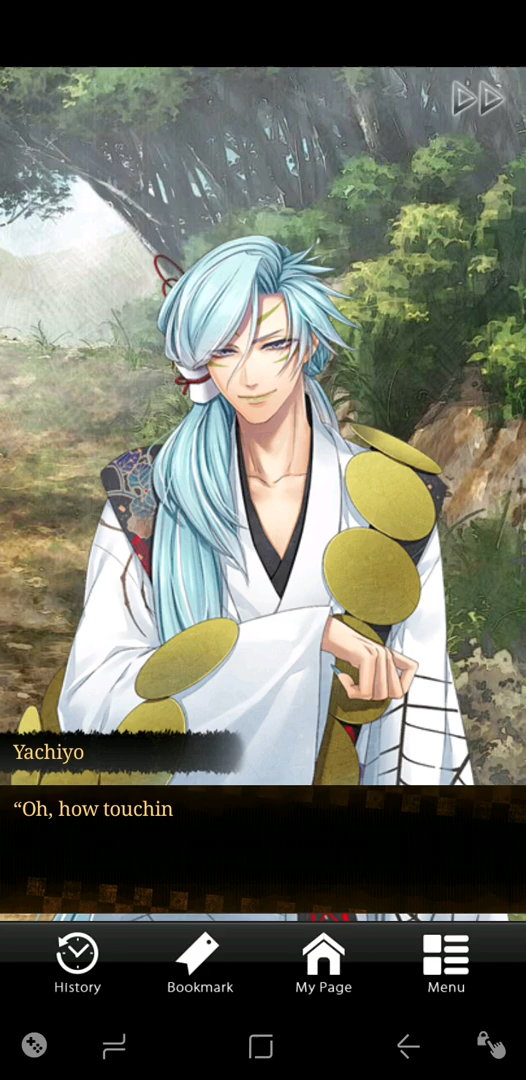 Yachiyo
“Oh, how touchin
History
Bookmark
My Page
Menu